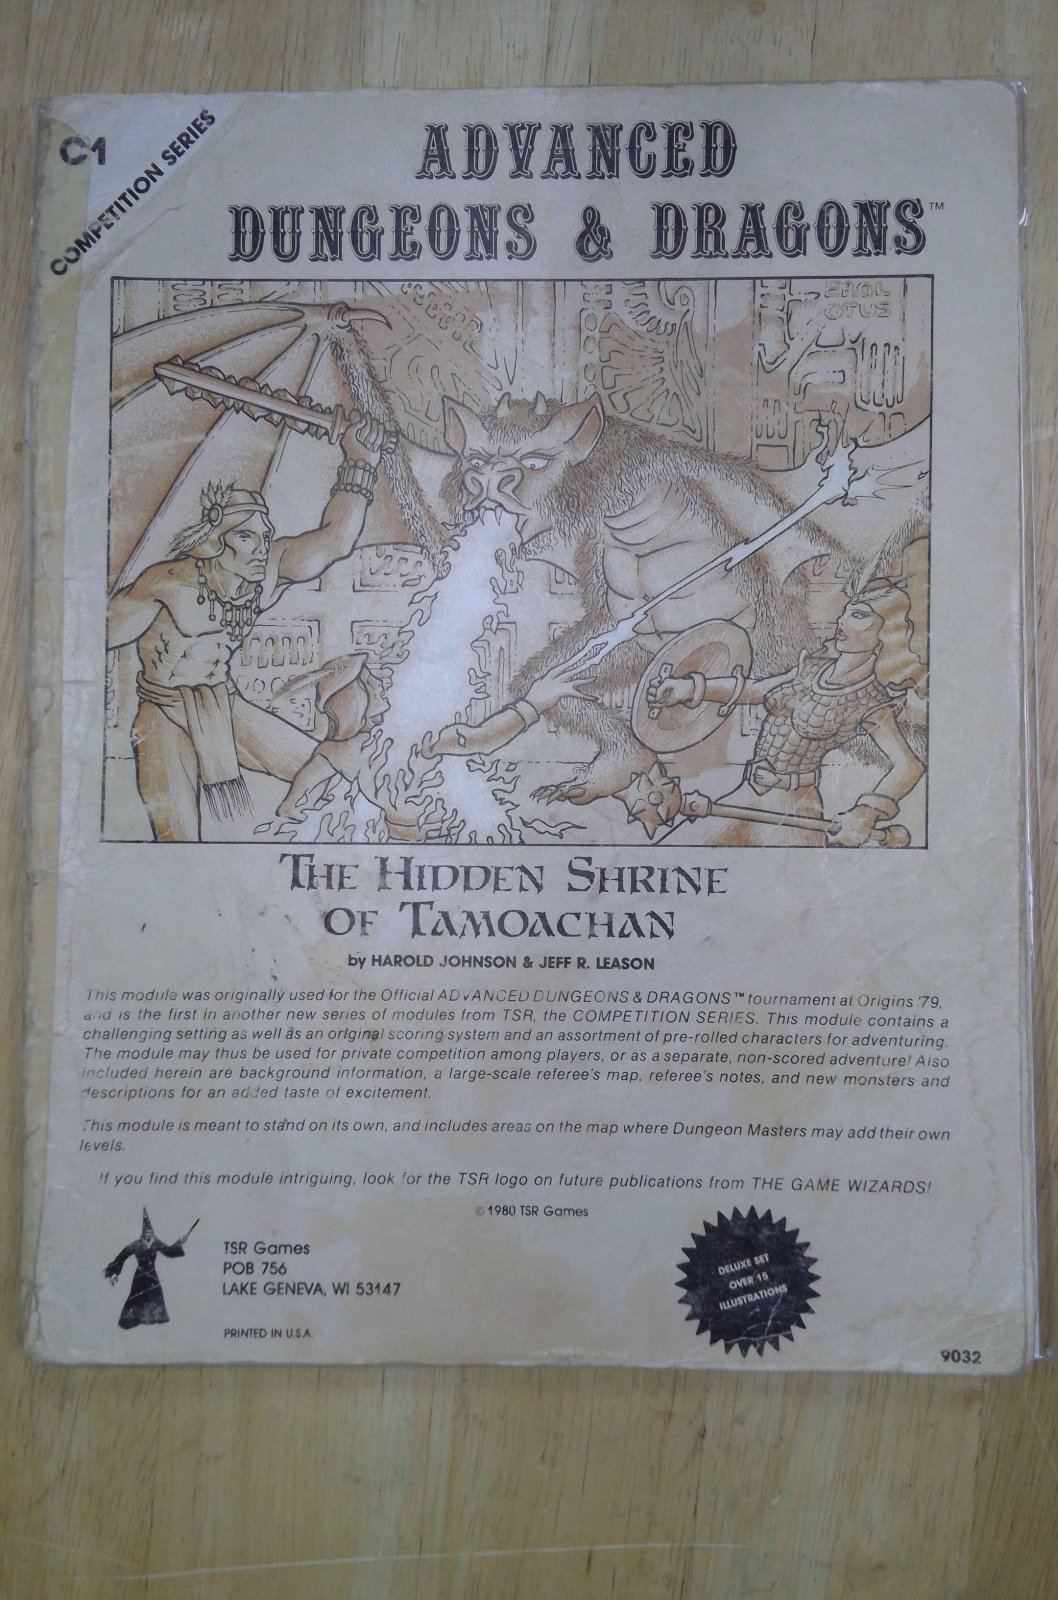 C1
COMPETITION SERIES
ADVANCED
DUNGEONS & DRAGONS™
EROL
OTUS
THE HIDDEN SHRINE
OF TAMOACHAN
by HAROLD JOHNSON & JEFF R. LEASON
This module was originally used for the Official ADVANCED DUNGEONS & DRAGONS™ tournament at Origins '79,
and is the first in another new series of modules from TSR, the COMPETITION SERIES. This module contains a
challenging setting as well as an original scoring system and an assortment of pre-rolled characters for adventuring.
The module may thus be used for private competition among players, or as a separate, non-scored adventure! Also
included herein are background information, a large-scale referee's map, referee's notes, and new monsters and
descriptions for an added taste of excitement.
This module is meant to stand on its own, and includes areas on the map where Dungeon Masters may add their own
levels.
If you find this module intriguing, look for the TSR logo on future publications from THE GAME WIZARDS!
© 1980 TSR Games
TSR Games
POB 756
LAKE GENEVA, WI 53147
PRINTED IN U.S.A.
DELUXE SET
OVER 15
ILLUSTRATIONS
9032